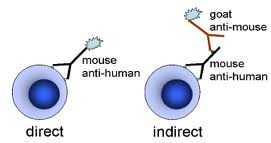 goat
anti-mouse
mouse
anti-human
mouse
anti-human
direct
indirect